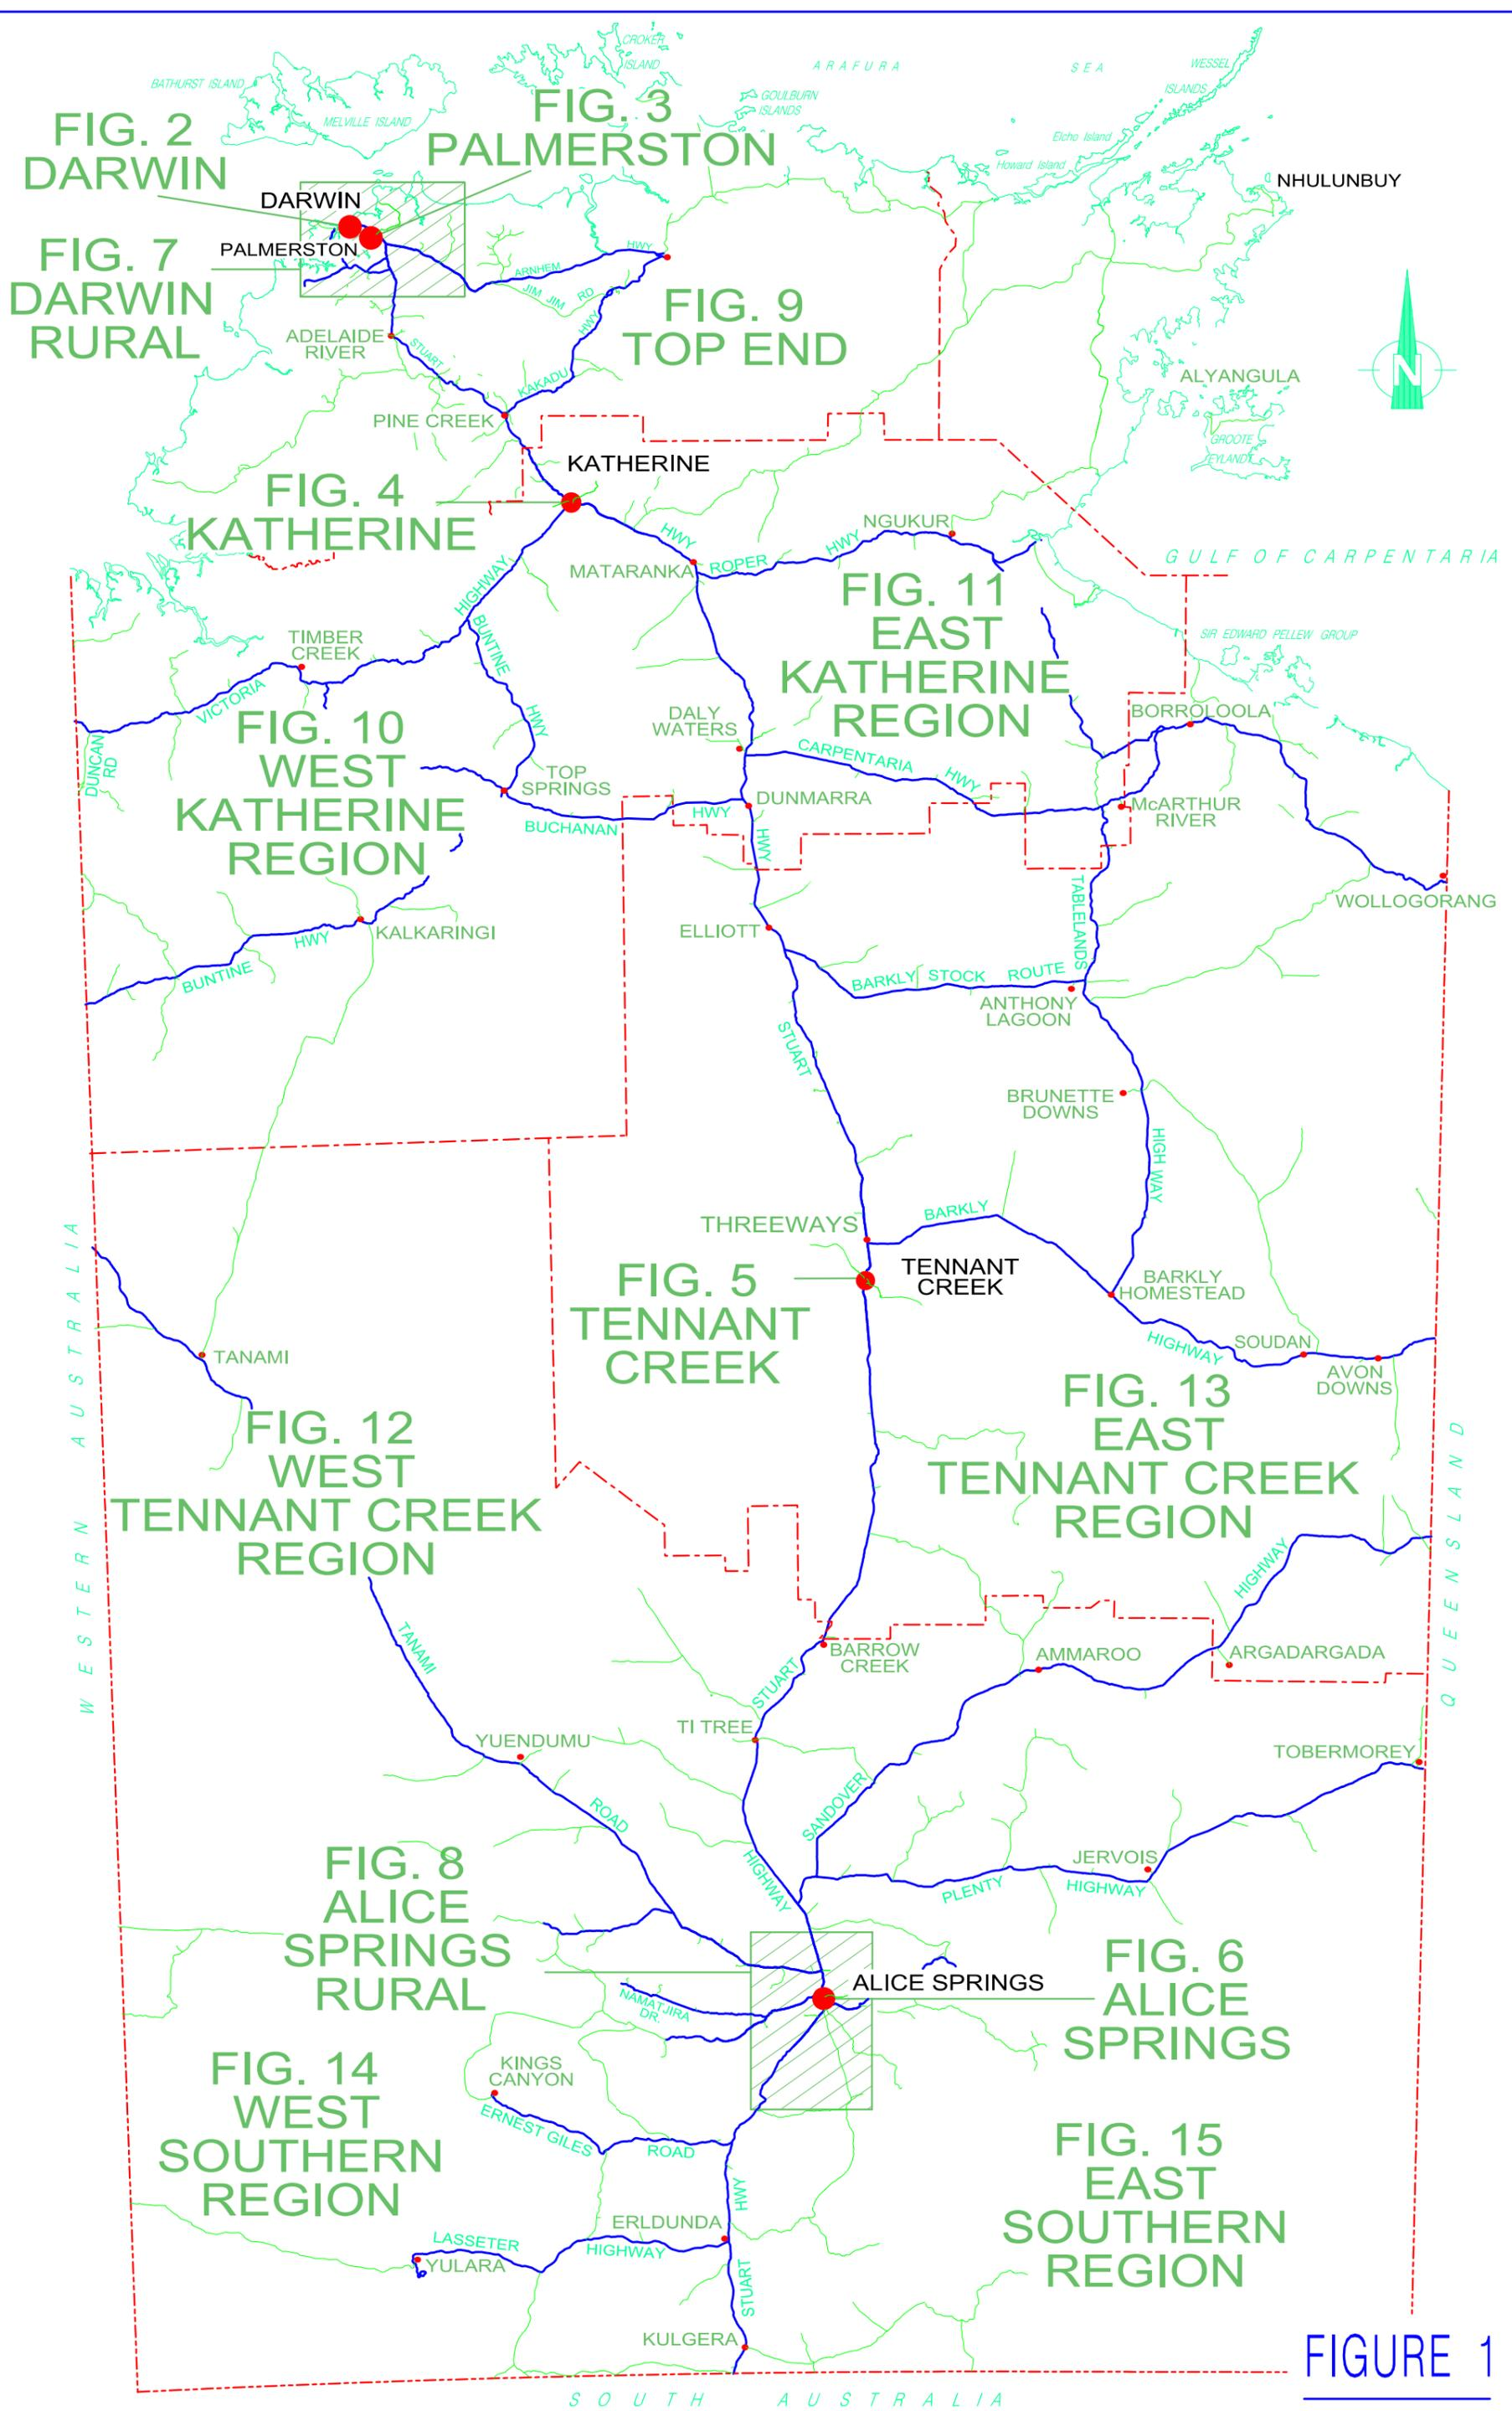 BATHURST ISLAND
MELVILLE ISLAND
CROKER
ISLAND
GOULBURN
ISLANDS
ARAFURA SEA
WESSEL
ISLANDS
Elcho Island
Howard Island
FIG. 2
DARWIN
FIG. 3
PALMERSTON
DARWIN
PALMERSTON
NHULUNBUY
FIG. 7
DARWIN
RURAL
ARNHEM
HWY
JIM JIM RD
FIG. 9
TOP END
HWY
KAKADU
ADELAIDE
RIVER
STUART
PINE CREEK
N
ALYANGULA
GROOTE
EYLANDT
KATHERINE
FIG. 4
KATHERINE
HWY
NGUKUR
MATARANKA
ROPER
HWY
GULF OF CARPENTARIA
FIG. 11
EAST
KATHERINE
REGION
SIR EDWARD PELLEW GROUP
HIGHWAY
BUNTINE
HWY
TIMBER
CREEK
VICTORIA
DUNCAN
RD
FIG. 10
WEST
KATHERINE
REGION
DALY
WATERS
CARPENTARIA
HWY
BORROLOOLA
TOP
SPRINGS
BUCHANAN
HWY
DUNMARRA
HWY
McARTHUR
RIVER
TABLELANDS
WOLLOGORANG
KALKARINGI
HWY
BUNTINE
ELLIOTT
BARKLY STOCK ROUTE
ANTHONY
LAGOON
STUART
BRUNETTE
DOWNS
HIGH WAY
THREEWAYS
BARKLY
TENNANT
CREEK
FIG. 5
TENNANT
CREEK
BARKLY
HOMESTEAD
HIGHWAY
SOUDAN
AVON
DOWNS
WESTERN AUSTRALIA
TANAMI
FIG. 12
WEST
TENNANT CREEK
REGION
FIG. 13
EAST
TENNANT CREEK
REGION
QUEENSLAND
HIGHWAY
TANAMI
BARROW
CREEK
STUART
AMMAROO
ARGADARGADA
YUENDUMU
TI TREE
TOBERMOREY
ROAD
SANDOVER
HIGHWAY
JERVOIS
PLENTY
HIGHWAY
FIG. 8
ALICE
SPRINGS
RURAL
FIG. 6
ALICE
SPRINGS
ALICE SPRINGS
NAMATJIRA
DR.
KINGS
CANYON
ERNEST GILES
ROAD
FIG. 14
WEST
SOUTHERN
REGION
FIG. 15
EAST
SOUTHERN
REGION
HWY
ERLDUNDA
LASSETER
HIGHWAY
YULARA
STUART
KULGERA
FIGURE 1
SOUTH AUSTRALIA